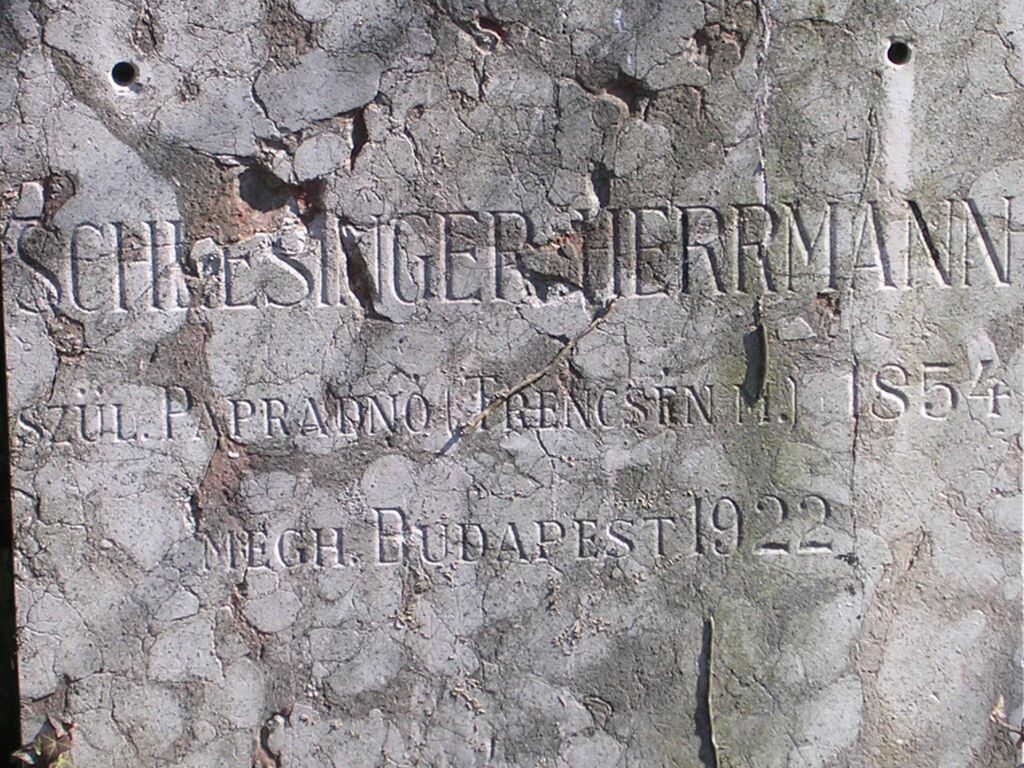 SCHLESINGER HERRMANN
SZÜL. PAPRADNO (TRENCSÉN M.) 1854
MEGH. BUDAPEST 1922